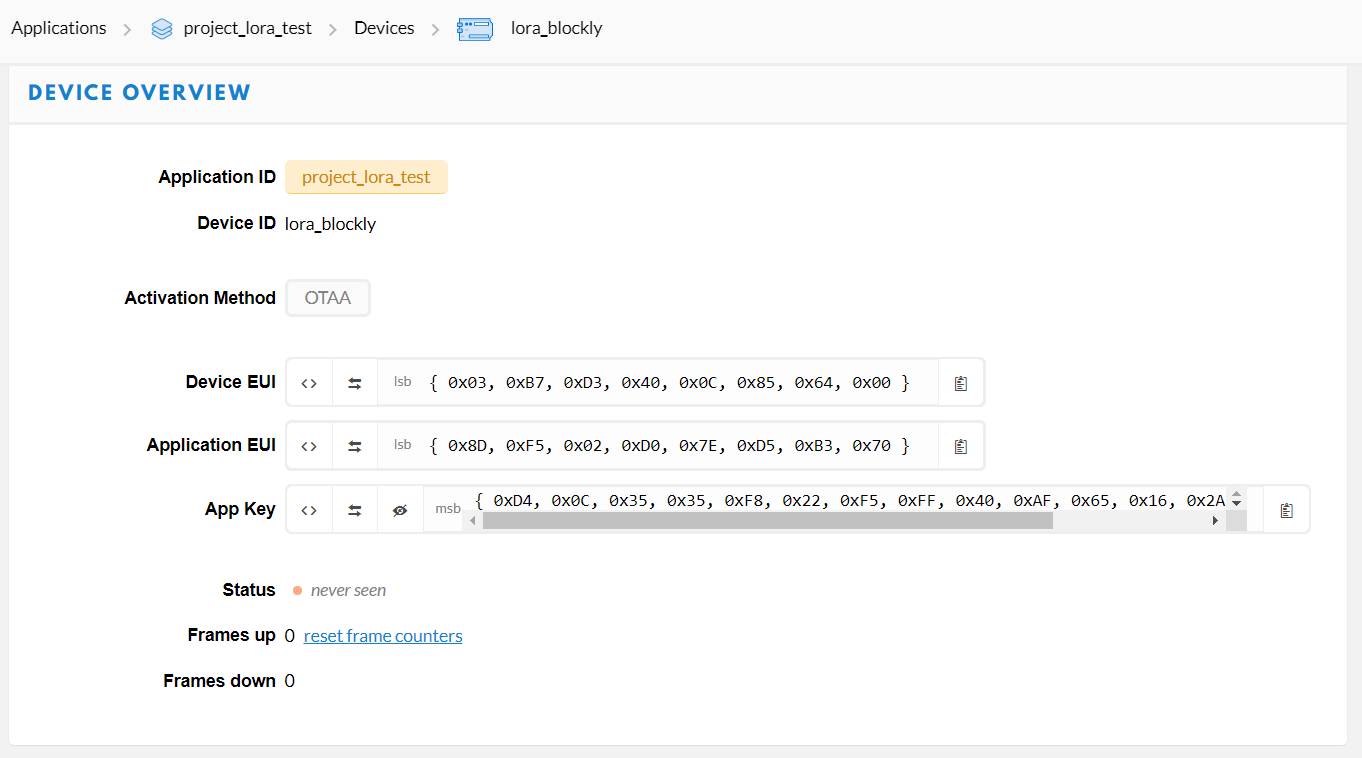 Applications > project_lora_test > Devices > lora_blockly
DEVICE OVERVIEW
Application ID project_lora_test
Device ID lora_blockly
Activation Method OTAA
Device EUI <> lsb { 0x03, 0xB7, 0xD3, 0x40, 0x0C, 0x85, 0x64, 0x00 }
Application EUI <> lsb { 0x8D, 0xF5, 0x02, 0xD0, 0x7E, 0xD5, 0xB3, 0x70 }
App Key <> msb { 0xD4, 0x0C, 0x35, 0x35, 0xF8, 0x22, 0xF5, 0xFF, 0x40, 0xAF, 0x65, 0x16, 0x2A
Status never seen
Frames up 0 reset frame counters
Frames down 0